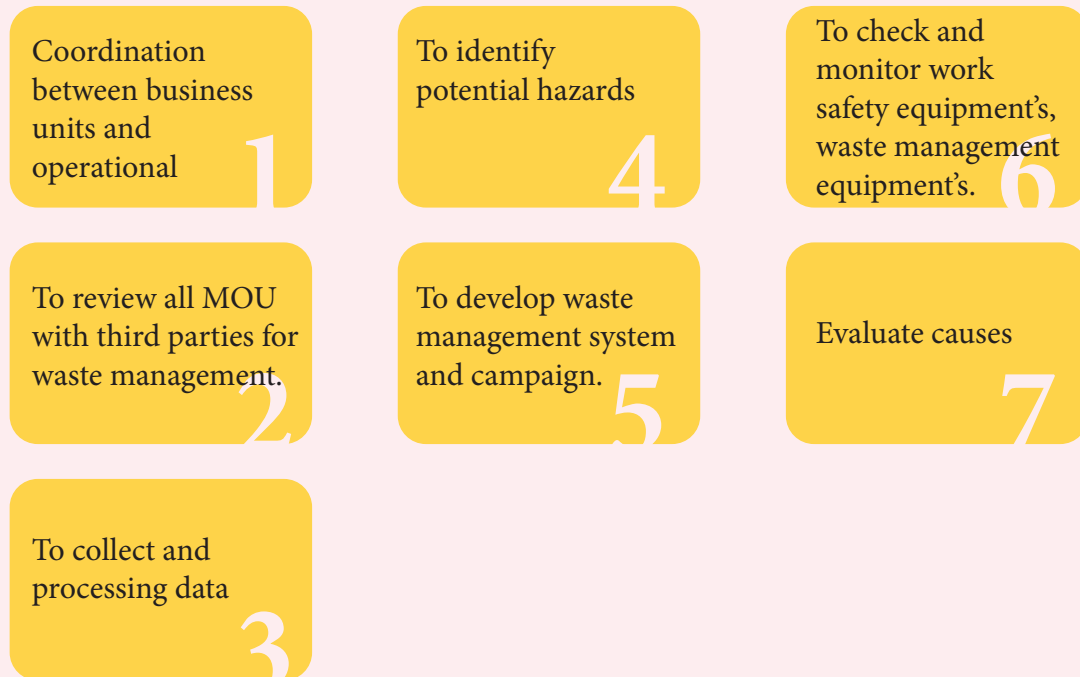 Coordination
between business
units and
operational
1
To review all MOU
with third parties for
waste management.
2
To collect and
processing data
3
To identify
potential hazards
4
To develop waste
management system
and campaign.
5
To check and
monitor work
safety equipment's,
waste management
equipment's.
6
Evaluate causes
7